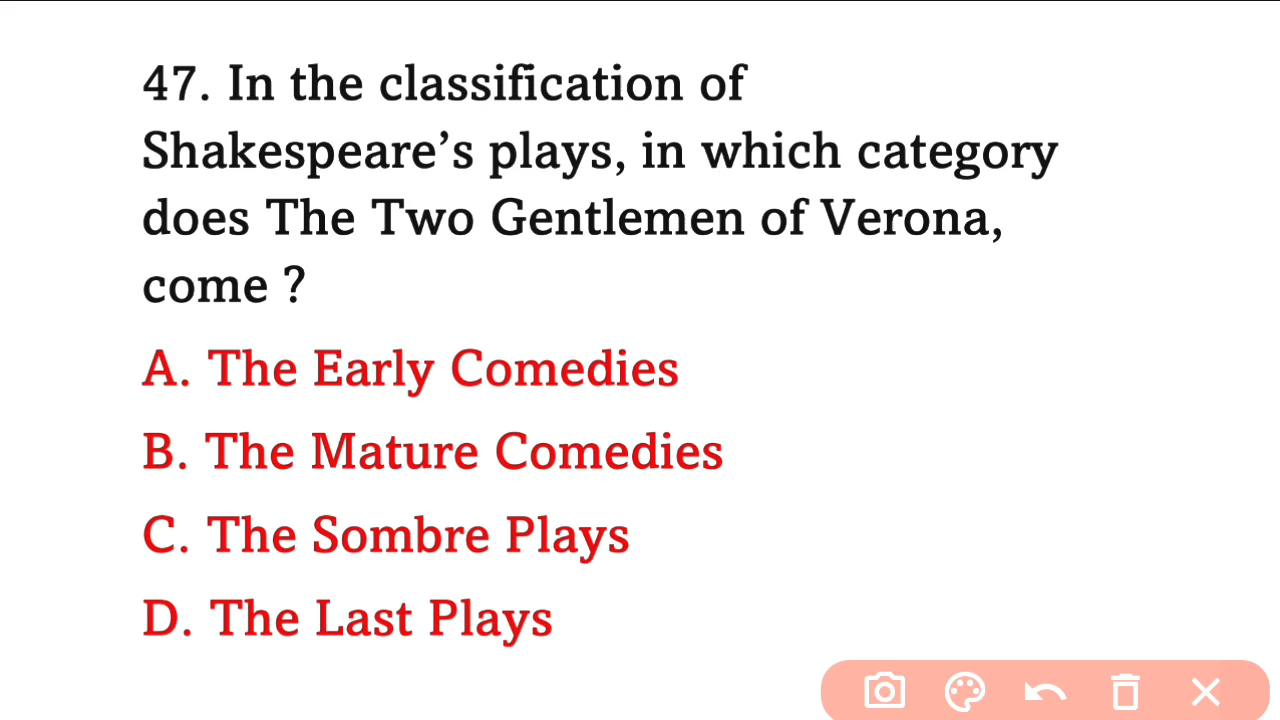 47. In the classification of
Shakespeare’s plays, in which category
does The Two Gentlemen of Verona,
come ?
A. The Early Comedies
B. The Mature Comedies
C. The Sombre Plays
D. The Last Plays